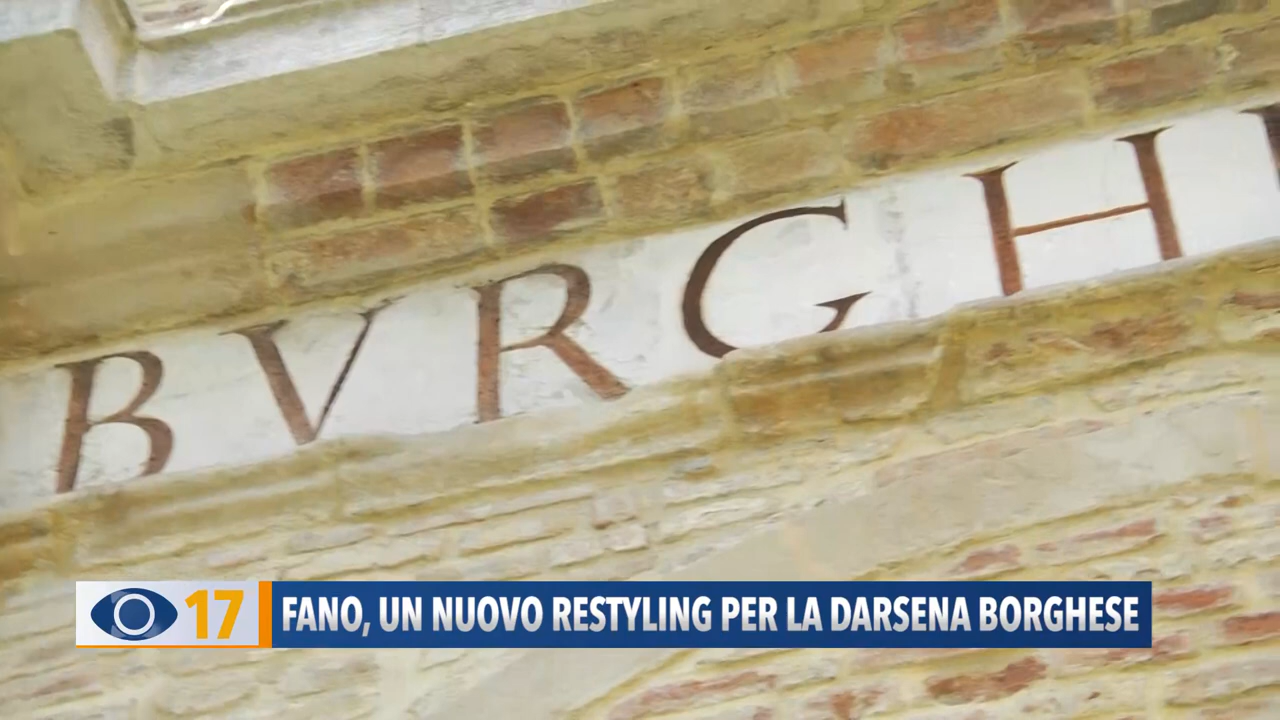 BVRGH
17 FANO, UN NUOVO RESTYLING PER LA DARSENA BORGHESE